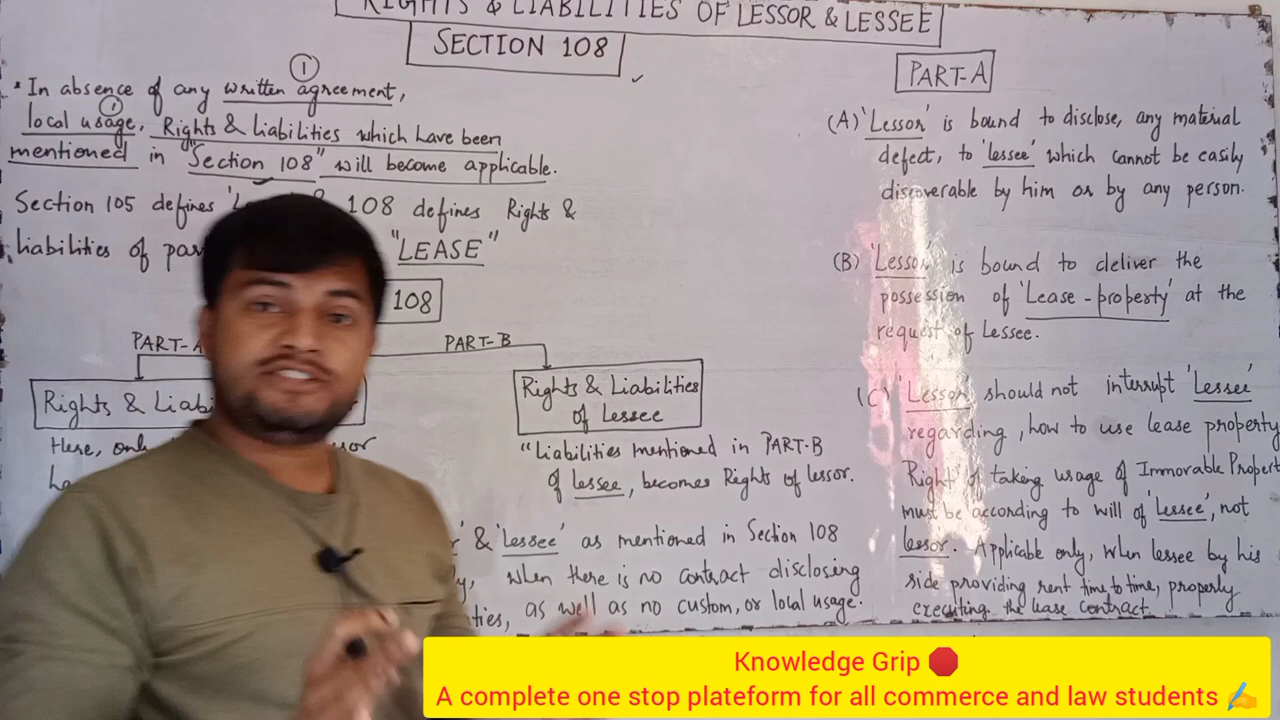 RIGHTS & LIABILITIES OF LESSOR & LESSEE
SECTION 108
* In absence of any written agreement,
local usage, Rights & Liabilities which have been
mentioned in "Section 108" will become applicable.
Section 105 defines & 108 defines Rights &
liabilities of "LEASE"
108
PART-A
PART-B
Rights & Liabilities
of Lessee
Rights &
Here, only
"Liabilities mentioned in PART-B
of lessee, becomes Rights of lessor.
& 'Lessee' as mentioned in Section 108
when there is no contract disclosing
as well as no custom, or local usage.
PART-A
(A) 'Lessor' is bound to disclose, any material
defect, to 'lessee' which cannot be easily
discoverable by him or by any person.
(B) 'Lessor' is bound to deliver the
possession of 'Lease-property' at the
request of Lessee.
(C) 'Lessor' should not interrupt 'Lessee'
regarding, how to use lease property
Right of taking usage of Immovable Propert
must be according to will of 'Lessee', not
lessor. Applicable only, when lessee by his
side providing rent time to time, properly
executing the lease contract.
Knowledge Grip 🛑
A complete one stop plateform for all commerce and law students ✍️